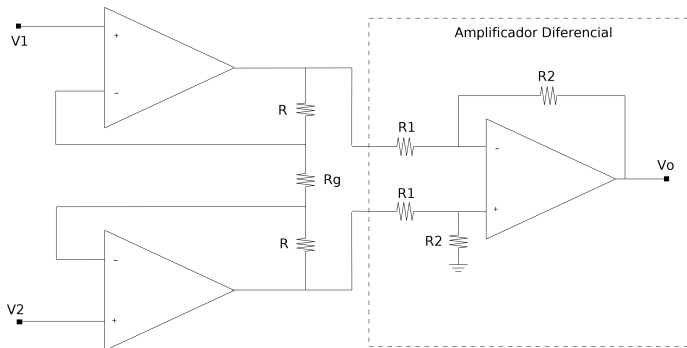 Amplificador Diferencial
V1
+
-
R
R2
R1
-
Rg
Vo
R1
+
R
R2
-
V2
+